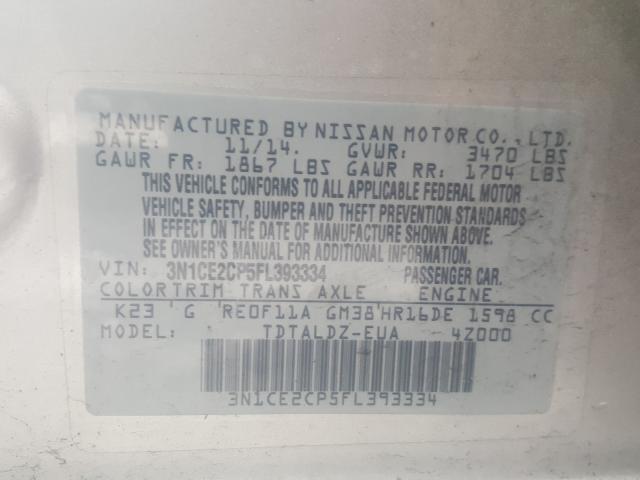 MANUFACTURED BY NISSAN MOTOR CO., LTD.
DATE: 11/14. GVWR: 3470 LBS
GAWR FR: 1867 LBS GAWR RR: 1704 LBS
THIS VEHICLE CONFORMS TO ALL APPLICABLE FEDERAL MOTOR
VEHICLE SAFETY, BUMPER AND THEFT PREVENTION STANDARDS
IN EFFECT ON THE DATE OF MANUFACTURE SHOWN ABOVE.
SEE OWNER'S MANUAL FOR ADDITIONAL INFORMATION.
VIN: 3N1CE2CP5FL393334 PASSENGER CAR.
COLOR TRIM TRANS AXLE ENGINE
K23 'G 'RE0F11A GM38'HR16DE 1598 CC
MODEL: TDTALDZ-EUA 4Z000
3N1CE2CP5FL393334